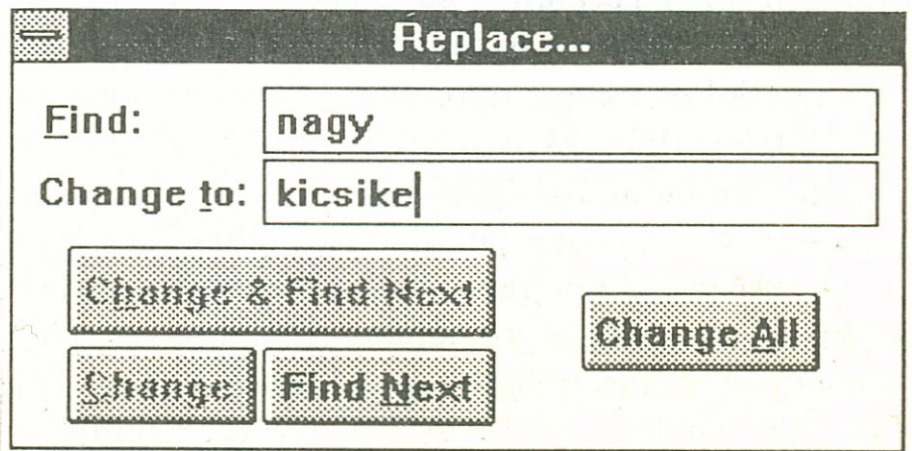 Replace...
Find: nagy
Change to: kicsike
Change & Find Next
Change All
Change Find Next